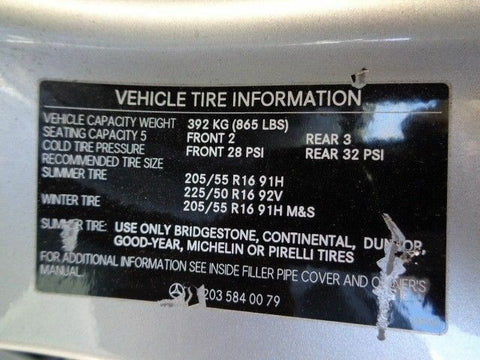 VEHICLE TIRE INFORMATION
VEHICLE CAPACITY WEIGHT 392 KG (865 LBS)
SEATING CAPACITY 5 FRONT 2 REAR 3
COLD TIRE PRESSURE FRONT 28 PSI REAR 32 PSI
RECOMMENDED TIRE SIZE
SUMMER TIRE 205/55 R16 91H
225/50 R16 92V
WINTER TIRE 205/55 R16 91H M&S
SUMMER TIRE: USE ONLY BRIDGESTONE, CONTINENTAL, DUNLOP,
GOOD-YEAR, MICHELIN OR PIRELLI TIRES
FOR ADDITIONAL INFORMATION SEE INSIDE FILLER PIPE COVER AND OWNER'S
MANUAL.
203 584 00 79